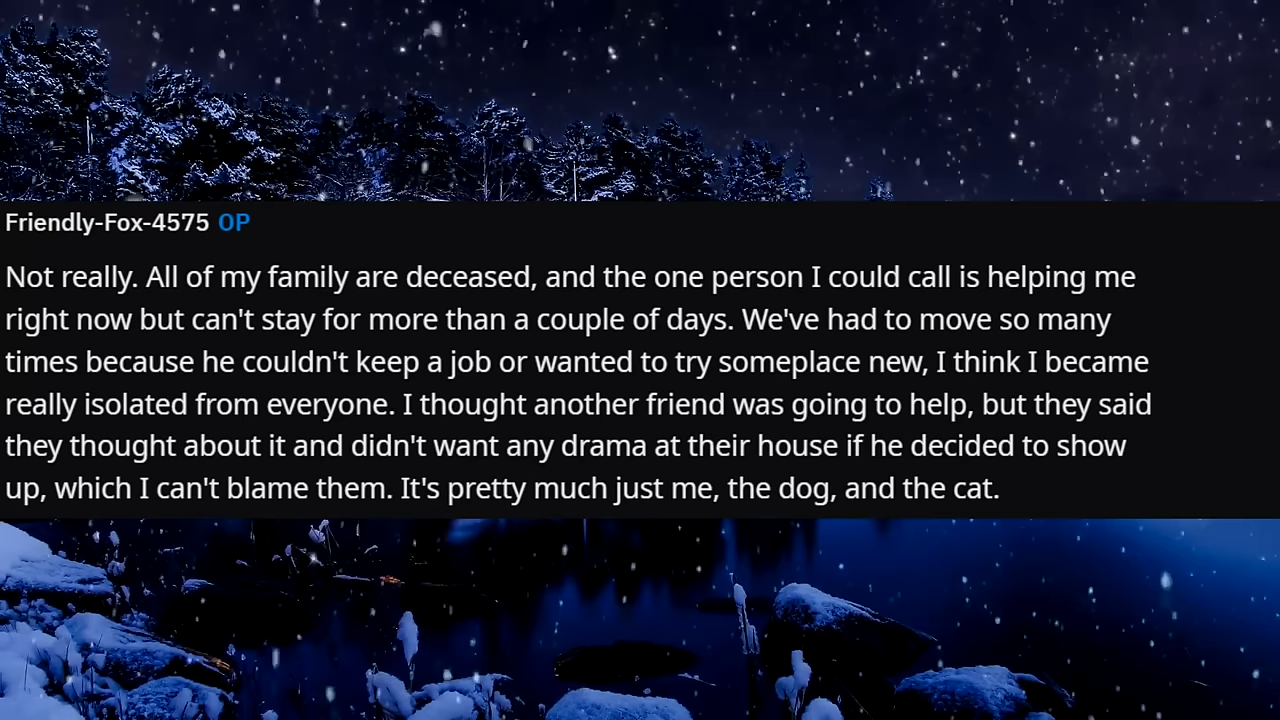 Friendly-Fox-4575 OP
Not really. All of my family are deceased, and the one person I could call is helping me
right now but can't stay for more than a couple of days. We've had to move so many
times because he couldn't keep a job or wanted to try someplace new, I think I became
really isolated from everyone. I thought another friend was going to help, but they said
they thought about it and didn't want any drama at their house if he decided to show
up, which I can't blame them. It's pretty much just me, the dog, and the cat.